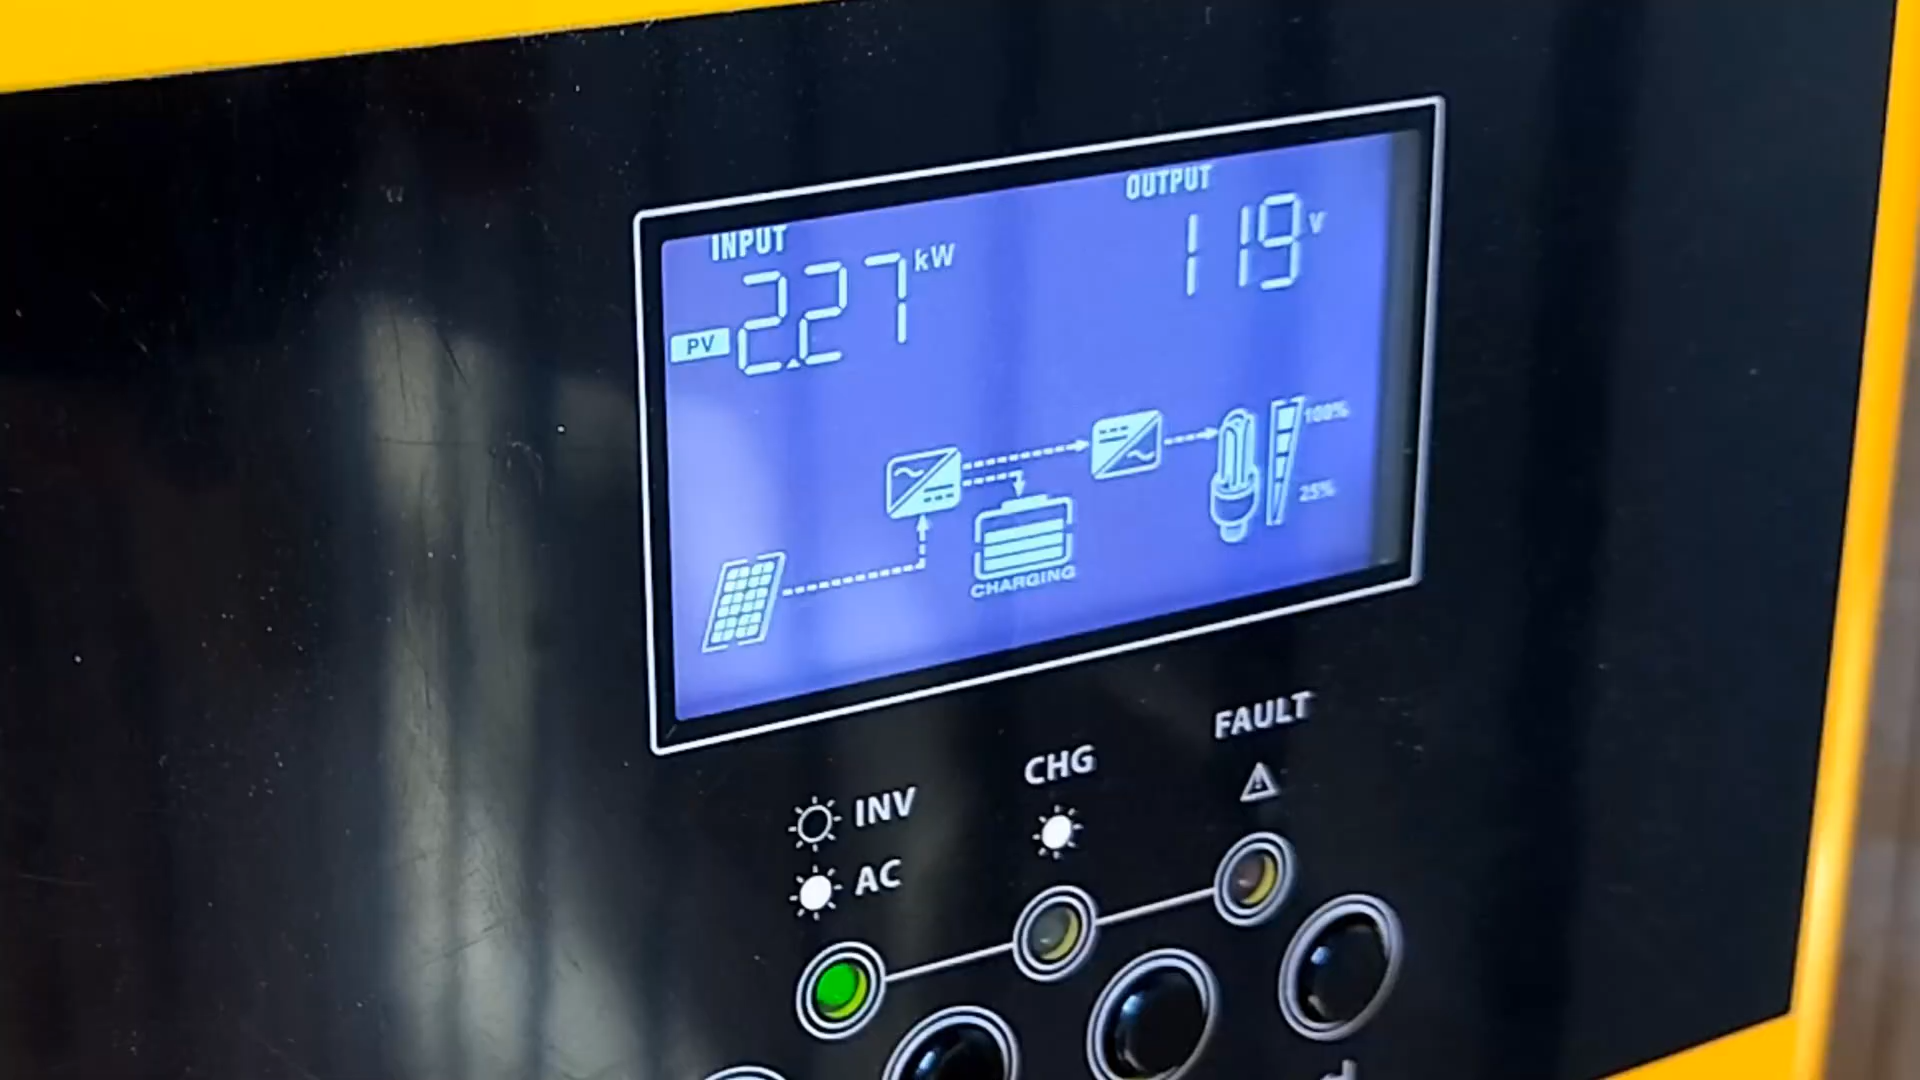 INPUT
OUTPUT
PV 2.27 kW
119 V
100%
25%
CHARGING
FAULT
CHG
INV
AC